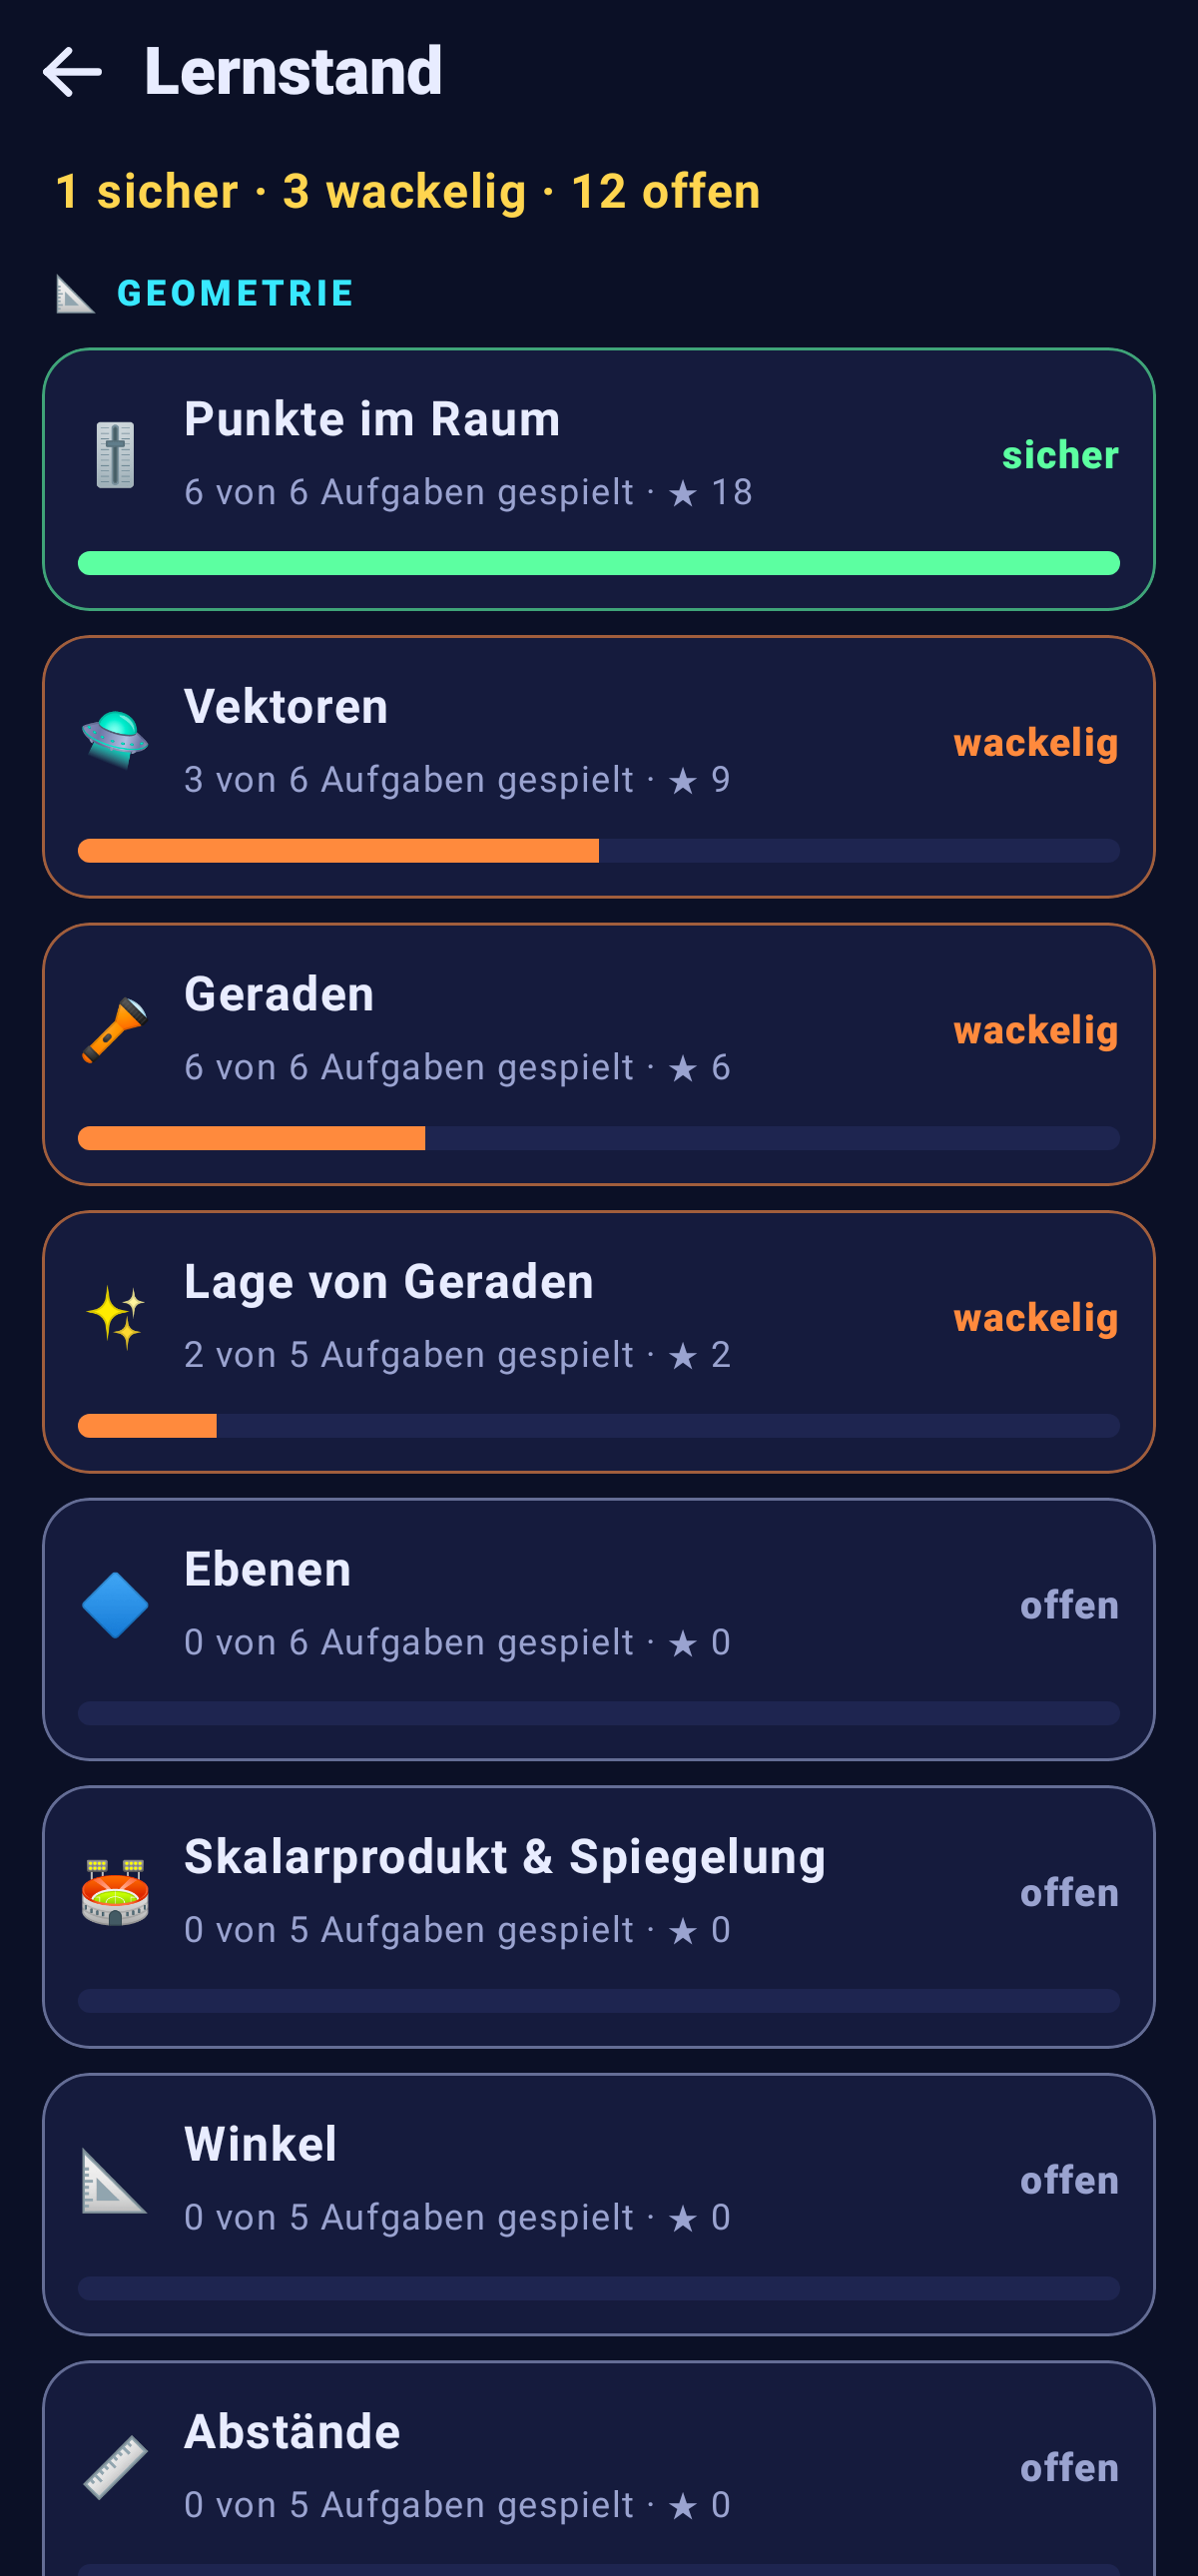 Lernstand
1 sicher · 3 wackelig · 12 offen
GEOMETRIE
Punkte im Raum
sicher
6 von 6 Aufgaben gespielt · ★ 18
Vektoren
wackelig
3 von 6 Aufgaben gespielt · ★ 9
Geraden
wackelig
6 von 6 Aufgaben gespielt · ★ 6
Lage von Geraden
wackelig
2 von 5 Aufgaben gespielt · ★ 2
Ebenen
offen
0 von 6 Aufgaben gespielt · ★ 0
Skalarprodukt & Spiegelung
offen
0 von 5 Aufgaben gespielt · ★ 0
Winkel
offen
0 von 5 Aufgaben gespielt · ★ 0
Abstände
offen
0 von 5 Aufgaben gespielt · ★ 0